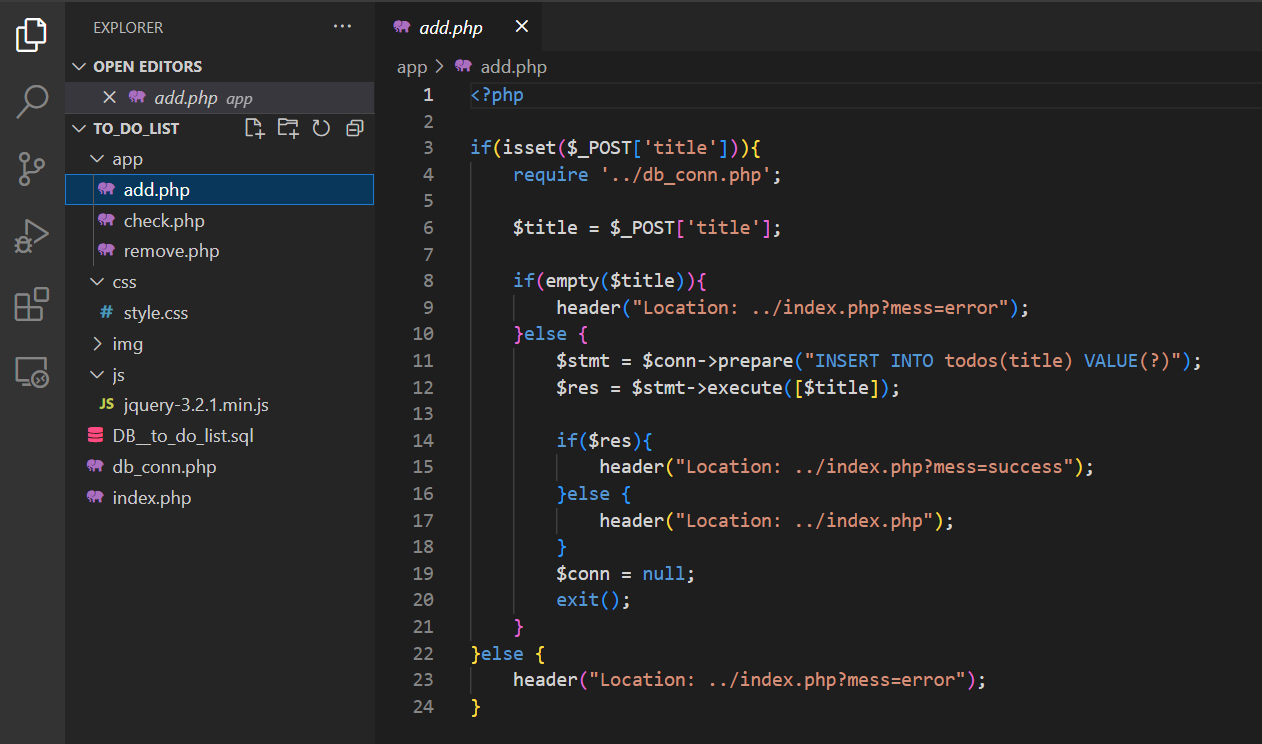 EXPLORER
OPEN EDITORS
add.php app
TO_DO_LIST
app
add.php
check.php
remove.php
css
# style.css
img
js
JS jquery-3.2.1.min.js
DB__to_do_list.sql
db_conn.php
index.php
add.php
app > add.php
1 <?php
2
3 if(isset($_POST['title'])){
4     require '../db_conn.php';
5
6     $title = $_POST['title'];
7
8     if(empty($title)){
9         header("Location: ../index.php?mess=error");
10     }else {
11         $stmt = $conn->prepare("INSERT INTO todos(title) VALUE(?)");
12         $res = $stmt->execute([$title]);
13
14         if($res){
15             header("Location: ../index.php?mess=success");
16         }else {
17             header("Location: ../index.php");
18         }
19         $conn = null;
20         exit();
21     }
22 }else {
23     header("Location: ../index.php?mess=error");
24 }